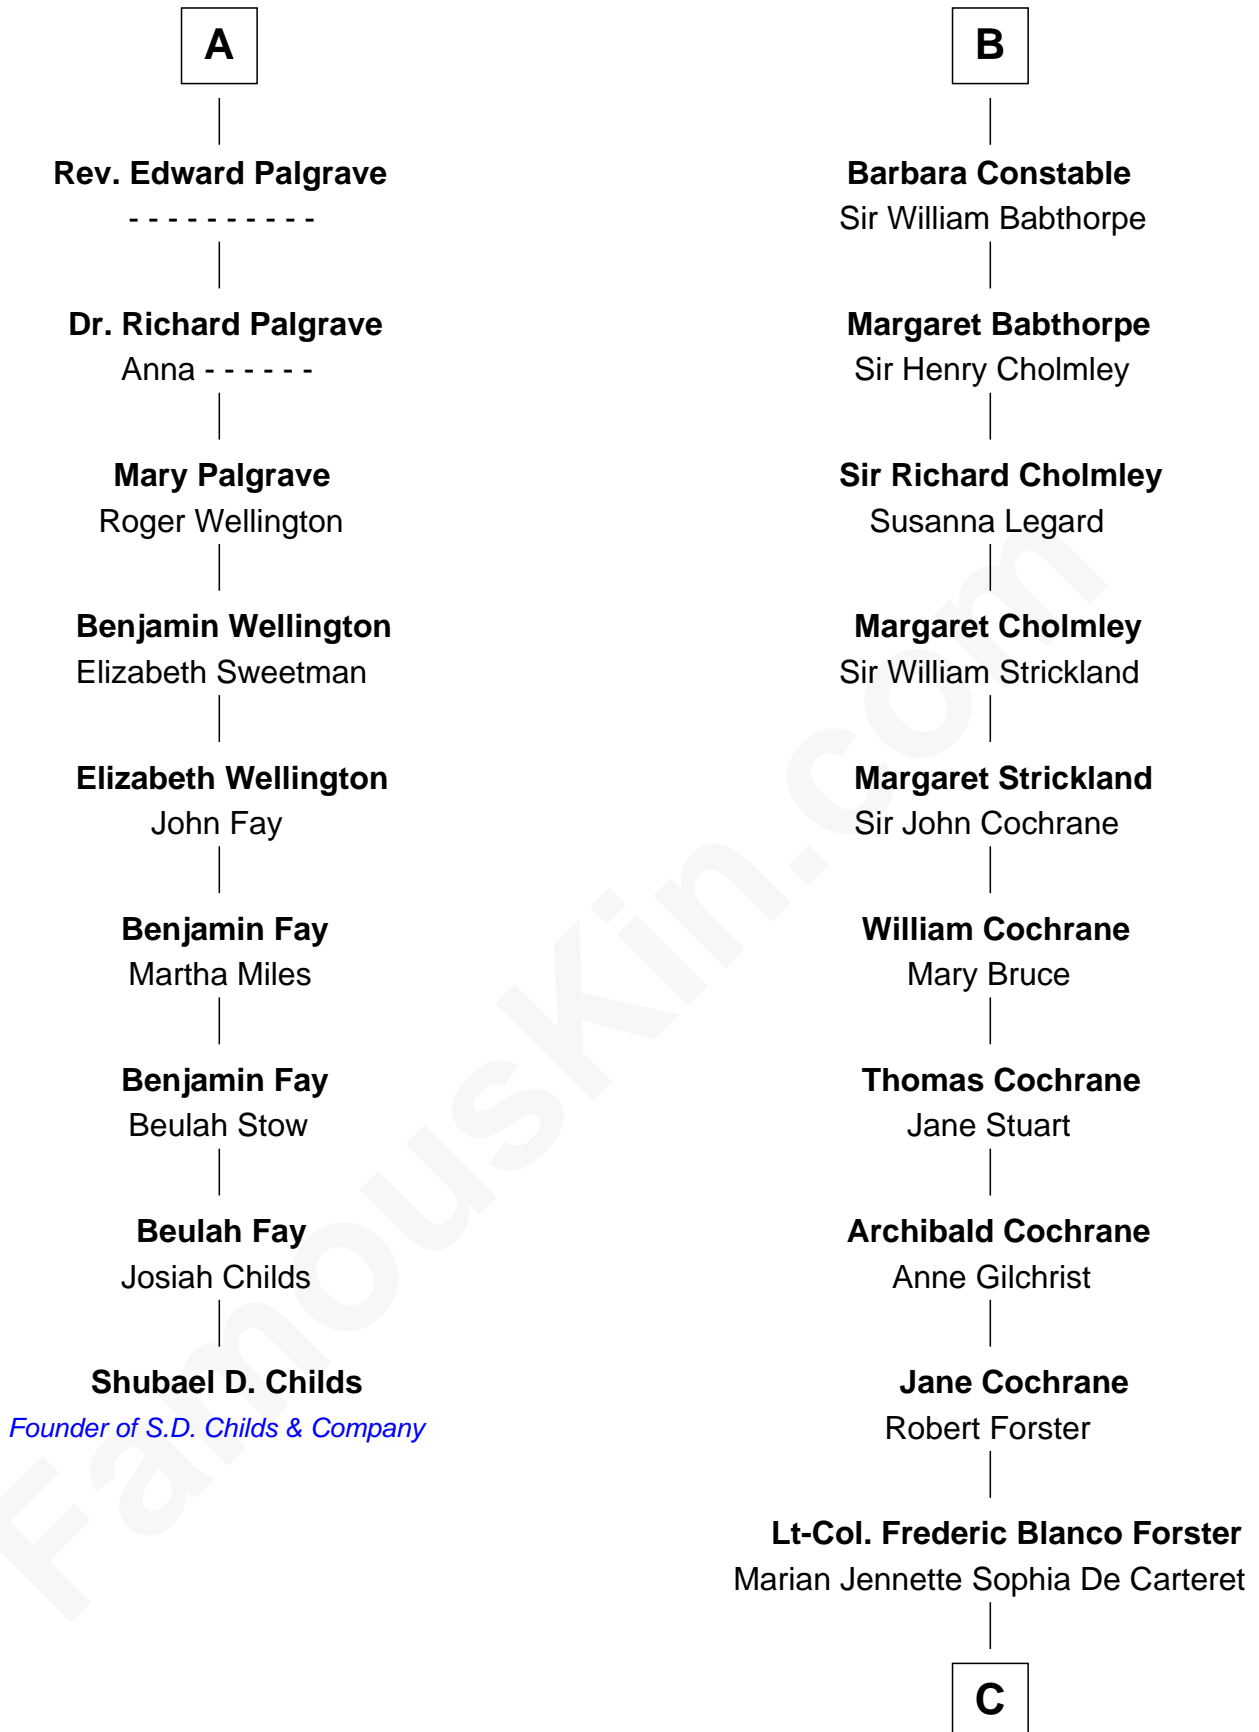 A
Rev. Edward Palgrave
- - - - - - - - - -
Dr. Richard Palgrave
Anna - - - - - -
Mary Palgrave
Roger Wellington
Benjamin Wellington
Elizabeth Sweetman
Elizabeth Wellington
John Fay
Benjamin Fay
Martha Miles
Benjamin Fay
Beulah Stow
Beulah Fay
Josiah Childs
Shubael D. Childs
Founder of S.D. Childs & Company
B
Barbara Constable
Sir William Babthorpe
Margaret Babthorpe
Sir Henry Cholmley
Sir Richard Cholmley
Susanna Legard
Margaret Cholmley
Sir William Strickland
Margaret Strickland
Sir John Cochrane
William Cochrane
Mary Bruce
Thomas Cochrane
Jane Stuart
Archibald Cochrane
Anne Gilchrist
Jane Cochrane
Robert Forster
Lt-Col. Frederic Blanco Forster
Marian Jennette Sophia De Carteret
C
FamousKin.com